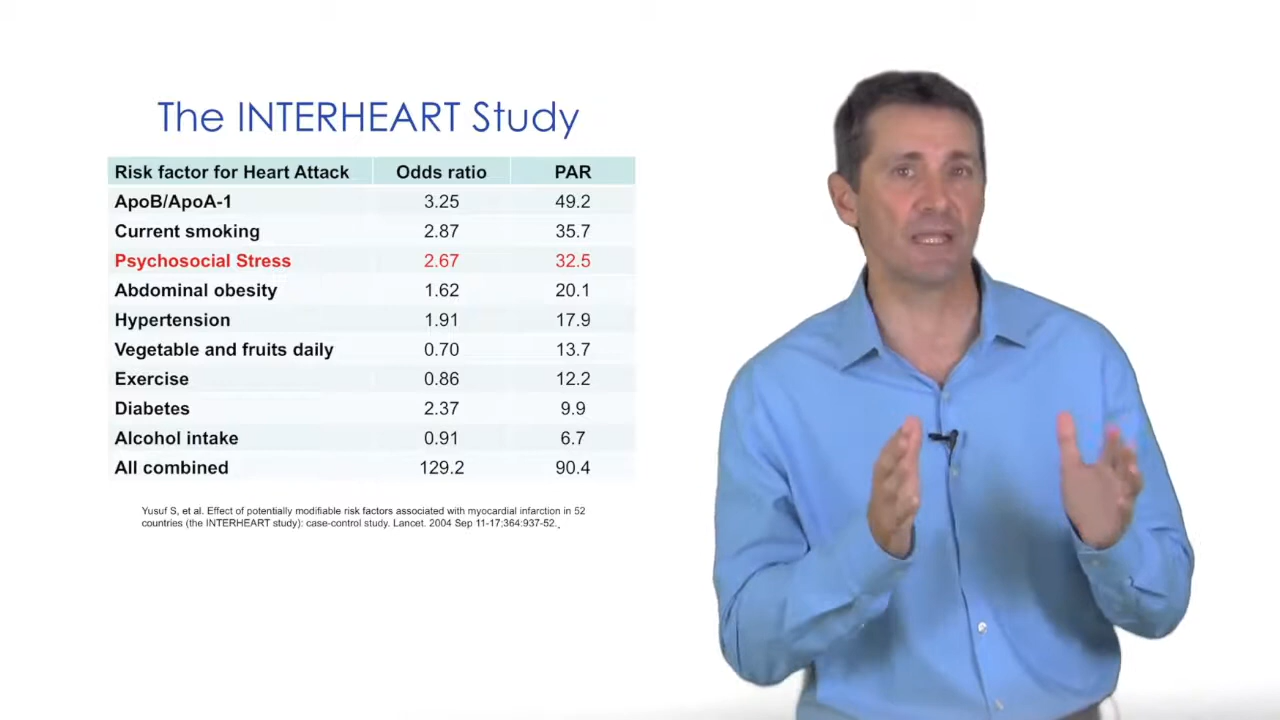 The INTERHEART Study
Risk factor for Heart Attack Odds ratio PAR
ApoB/ApoA-1 3.25 49.2
Current smoking 2.87 35.7
Psychosocial Stress 2.67 32.5
Abdominal obesity 1.62 20.1
Hypertension 1.91 17.9
Vegetable and fruits daily 0.70 13.7
Exercise 0.86 12.2
Diabetes 2.37 9.9
Alcohol intake 0.91 6.7
All combined 129.2 90.4
Yusuf S, et al. Effect of potentially modifiable risk factors associated with myocardial infarction in 52
countries (the INTERHEART study): case-control study. Lancet. 2004 Sep 11-17;364:937-52.